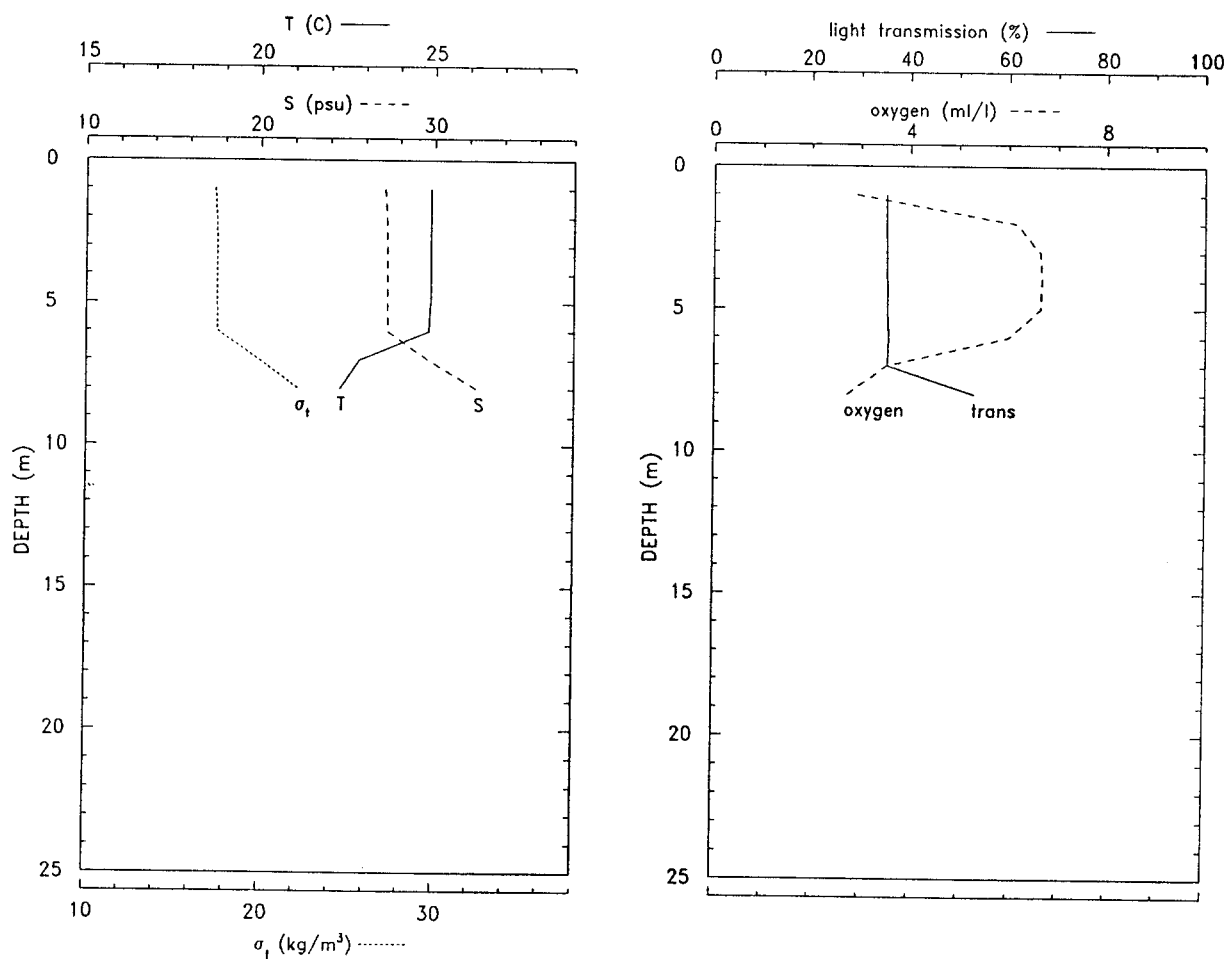 T (C)
15 20 25
S (psu)
10 20 30
0
5
10
15
20
25
DEPTH (m)
σt T S
10 20 30
σt (kg/m³)
light transmission (%)
0 20 40 60 80 100
oxygen (ml/l)
0 4 8
0
5
10
15
20
25
DEPTH (m)
oxygen trans